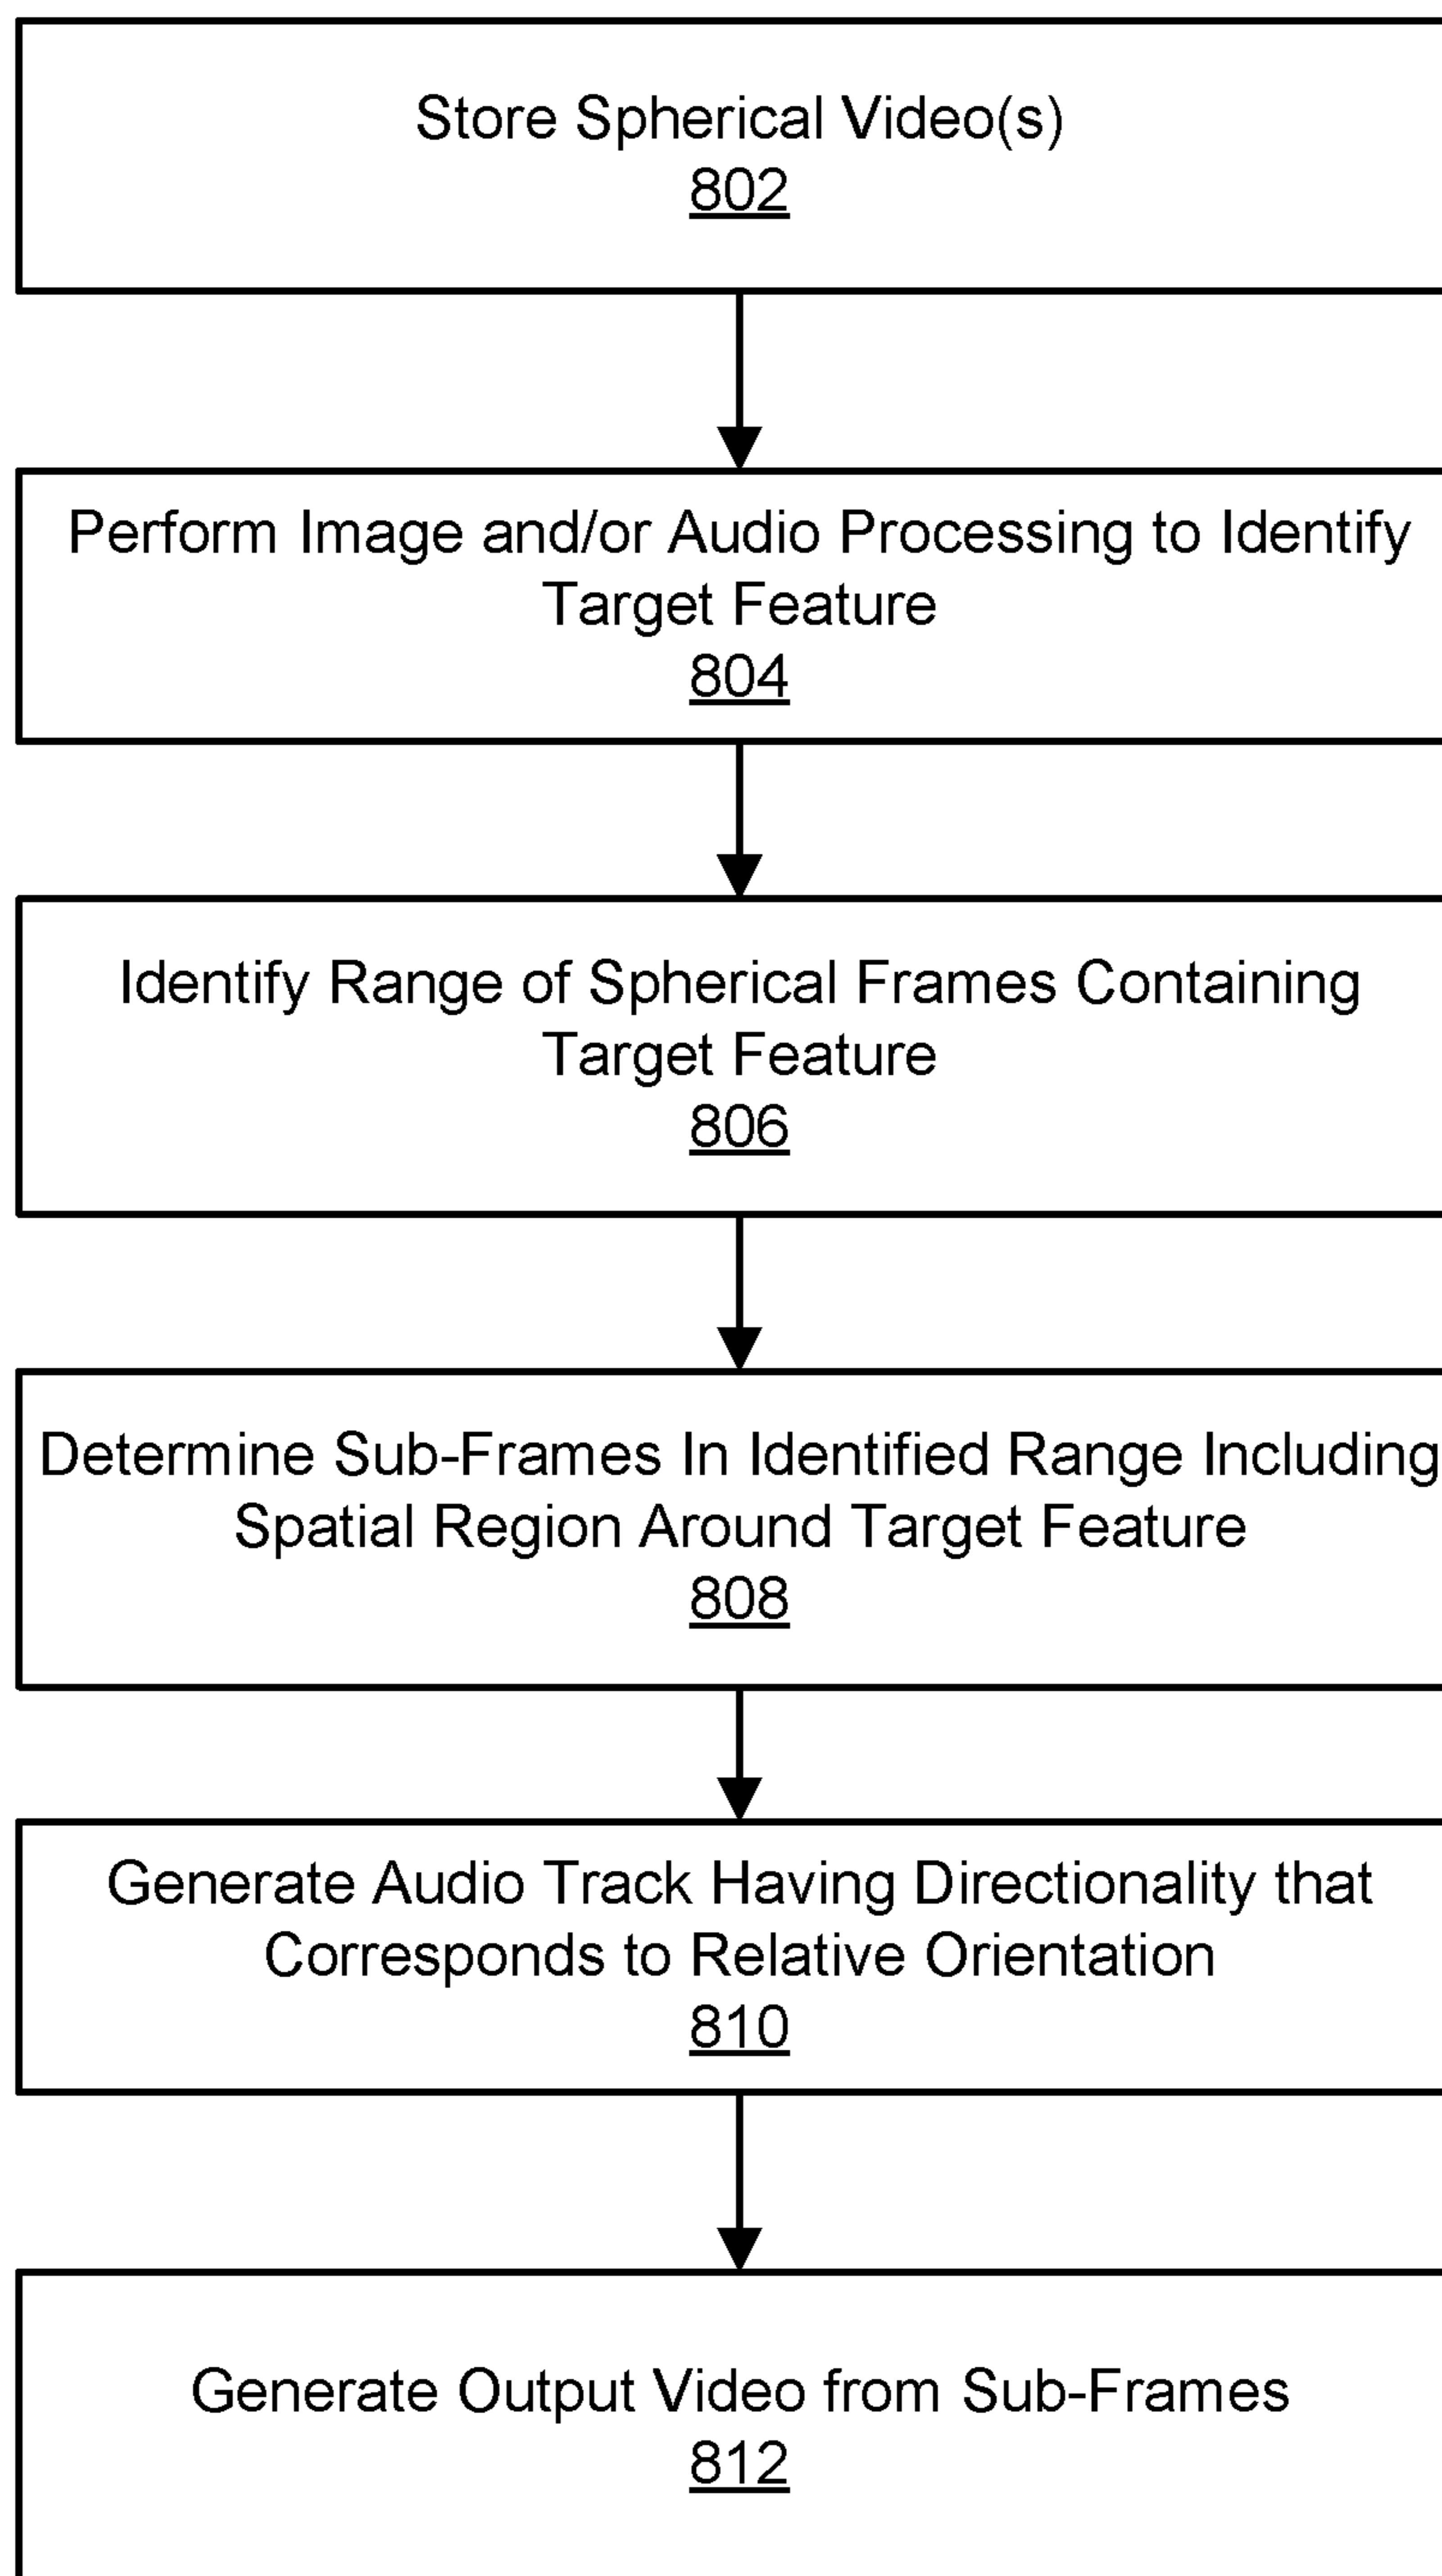 Store Spherical Video(s)
802
Perform Image and/or Audio Processing to Identify
Target Feature
804
Identify Range of Spherical Frames Containing
Target Feature
806
Determine Sub-Frames In Identified Range Including
Spatial Region Around Target Feature
808
Generate Audio Track Having Directionality that
Corresponds to Relative Orientation
810
Generate Output Video from Sub-Frames
812